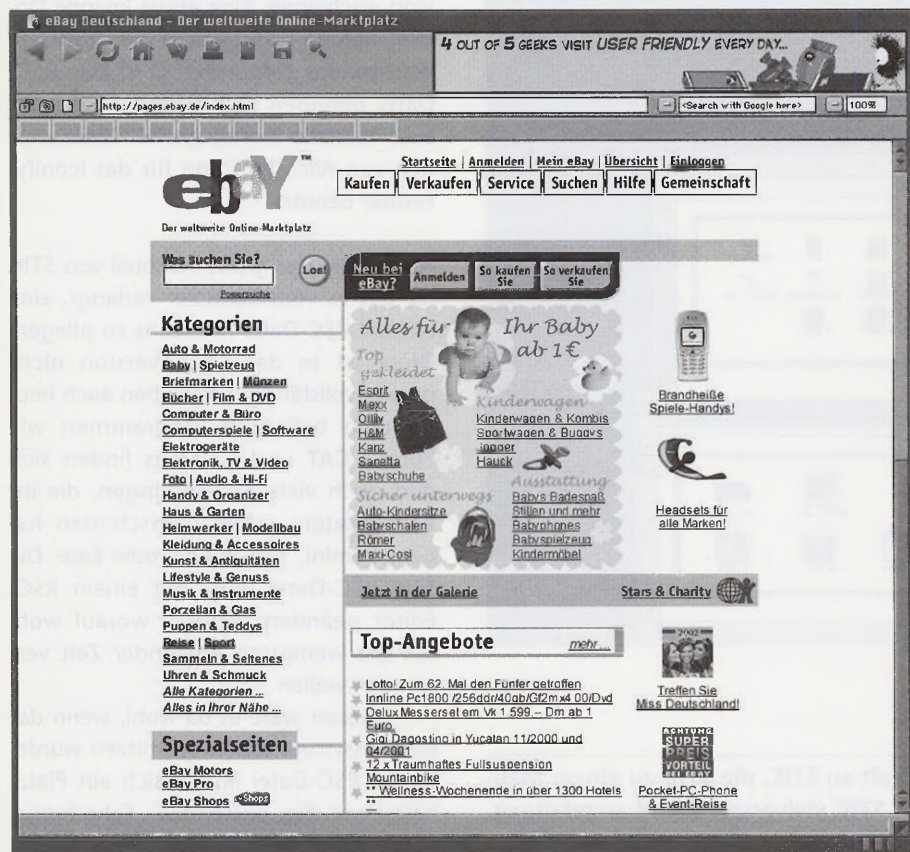 eBay Deutschland - Der weltweite Online-Marktplatz
4 OUT OF 5 GEEKS VISIT USER FRIENDLY EVERY DAY...
http://pages.ebay.de/index.html
<Search with Google here>
100%
ebaY™
Der weltweite Online-Marktplatz
Startseite | Anmelden | Mein eBay | Übersicht | Einloggen
Kaufen Verkaufen Service Suchen Hilfe Gemeinschaft
Was suchen Sie?
Los!
Powersuche
Neu bei eBay?
Anmelden
So kaufen Sie
So verkaufen Sie
Kategorien
Auto & Motorrad
Baby | Spielzeug
Briefmarken | Münzen
Bücher | Film & DVD
Computer & Büro
Computerspiele | Software
Elektrogeräte
Elektronik, TV & Video
Foto | Audio & Hi-Fi
Handy & Organizer
Haus & Garten
Heimwerker | Modellbau
Kleidung & Accessoires
Kunst & Antiquitäten
Lifestyle & Genuss
Musik & Instrumente
Porzellan & Glas
Puppen & Teddys
Reise | Sport
Sammeln & Seltenes
Uhren & Schmuck
Alle Kategorien ...
Alles in Ihrer Nähe ...
Spezialseiten
eBay Motors
eBay Pro
eBay Shops
Shops
Alles für Ihr Baby
ab 1 €
Top
gekleidet
Esprit
Mexx
Oilily
H&M
Kanz
Sanetta
Babyschuhe
Kinderwagen
Kinderwagen & Kombis
Sportwagen & Buggys
Jogger
Hauck
Sicher unterwegs
Auto-Kindersitze
Babyschalen
Römer
Maxi-Cosi
Ausstattung
Babys Badespaß
Stillen und mehr
Babyphones
Babyspielzeug
Kindermöbel
Brandheiße
Spiele-Handys!
Headsets für
alle Marken!
Jetzt in der Galerie
Stars & Charity
Top-Angebote
mehr ...
Lotto! Zum 62. Mal den Fünfer getroffen
Innline Pc1800 /256ddr/40gb/Gf2m 4 00/Dvd
Delux Messerset em Vk 1.599.-- Dm ab 1
Euro,
Gigi Dagostino in Yucatan 11/2000 und
04/2001
12 x Traumhaftes Fullsuspension
Mountainbike
** Wellness-Wochenende in über 1300 Hotels
**
2002
Treffen Sie
Miss Deutschland!
ACHTUNG
SUPER
PREIS
VORTEIL
Pocket-PC-Phone
& Event-Reise